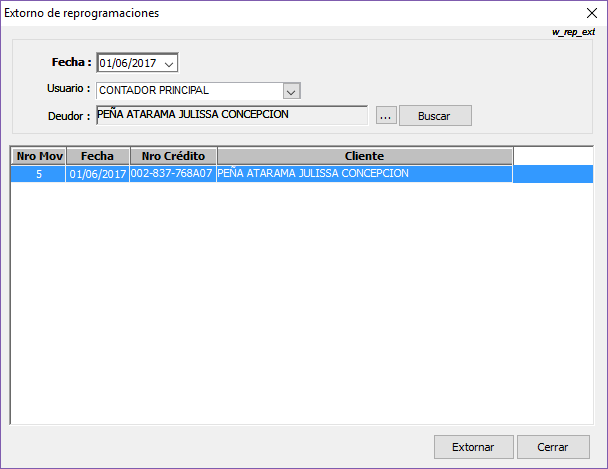 Extorno de reprogramaciones
w_rep_ext
Fecha : 01/06/2017
Usuario : CONTADOR PRINCIPAL
Deudor : PEÑA ATARAMA JULISSA CONCEPCION ... Buscar
Nro Mov Fecha Nro Crédito Cliente
5 01/06/2017 002-837-768A07 PEÑA ATARAMA JULISSA CONCEPCION
Extornar Cerrar